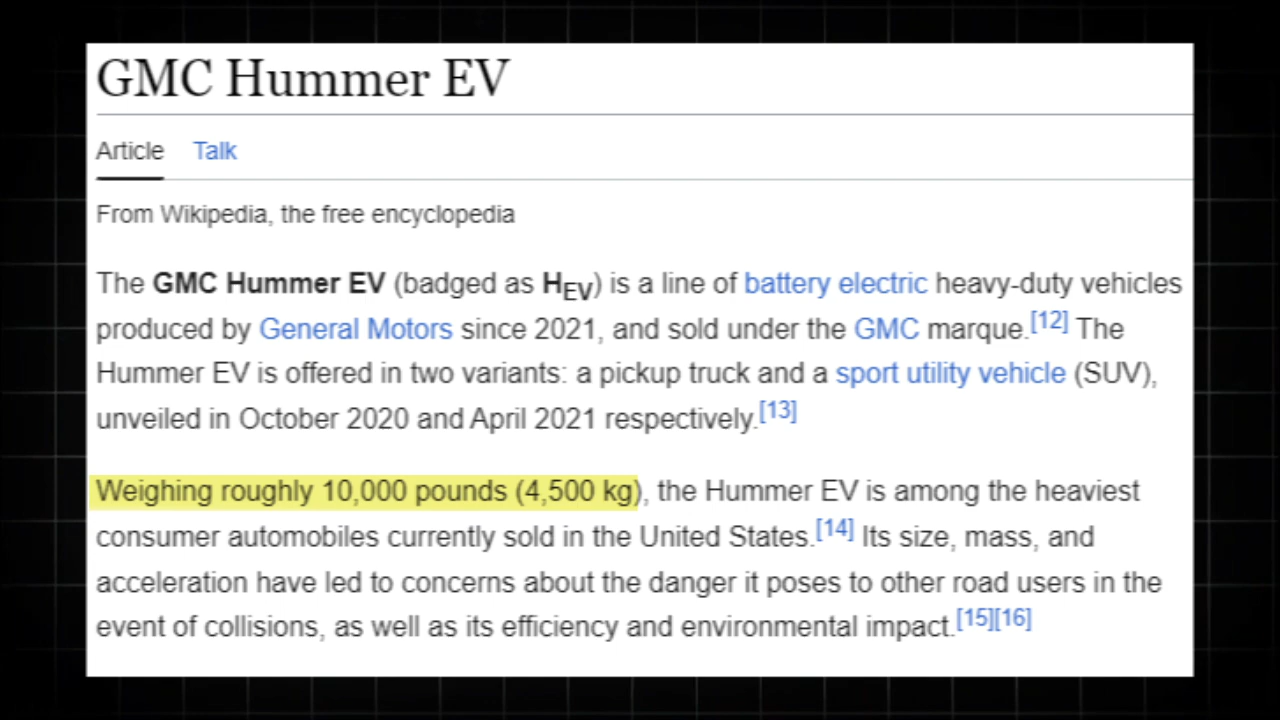 GMC Hummer EV
Article Talk
From Wikipedia, the free encyclopedia
The GMC Hummer EV (badged as HEV) is a line of battery electric heavy-duty vehicles
produced by General Motors since 2021, and sold under the GMC marque.[12] The
Hummer EV is offered in two variants: a pickup truck and a sport utility vehicle (SUV),
unveiled in October 2020 and April 2021 respectively.[13]
Weighing roughly 10,000 pounds (4,500 kg), the Hummer EV is among the heaviest
consumer automobiles currently sold in the United States.[14] Its size, mass, and
acceleration have led to concerns about the danger it poses to other road users in the
event of collisions, as well as its efficiency and environmental impact.[15][16]